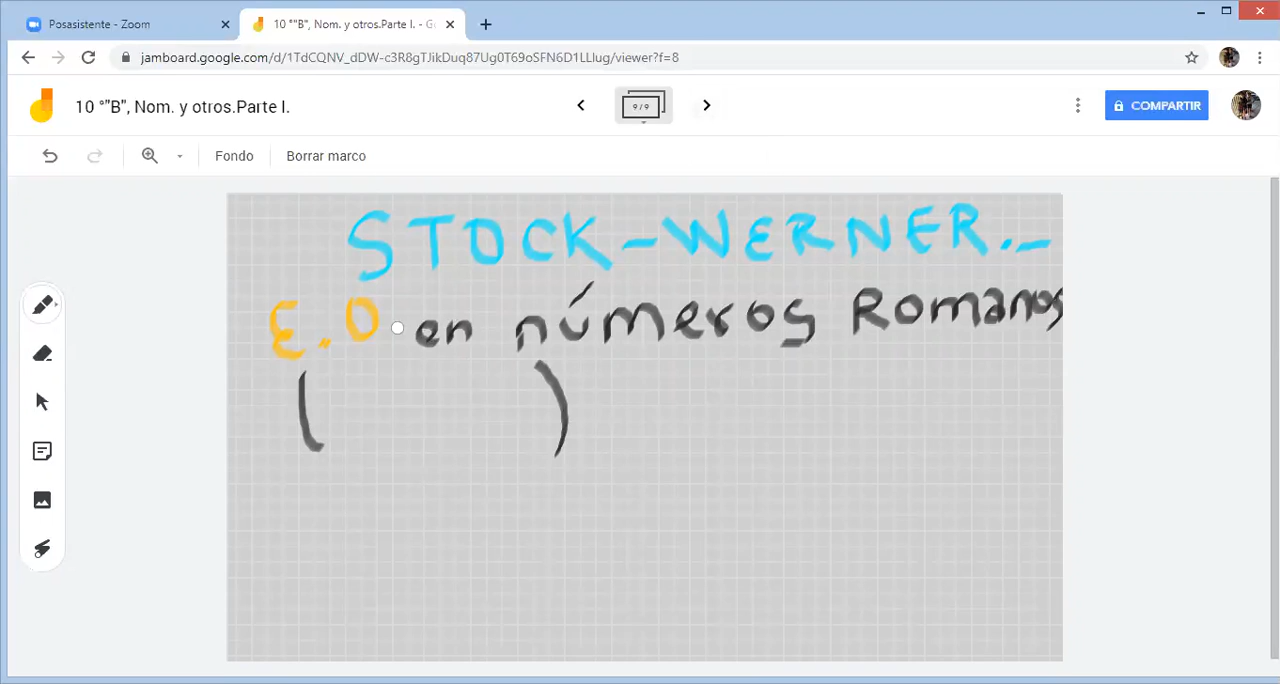 Posasistente - Zoom
10 °"B", Nom. y otros.Parte I. - G
jamboard.google.com/d/1TdCQNV_dDW-c3R8gTJikDuq87Ug0T69oSFN6D1LLlug/viewer?f=8
10 °"B", Nom. y otros.Parte I.
9/9
COMPARTIR
Fondo
Borrar marco
STOCK-WERNER.-
E.O en números Romanos
( )